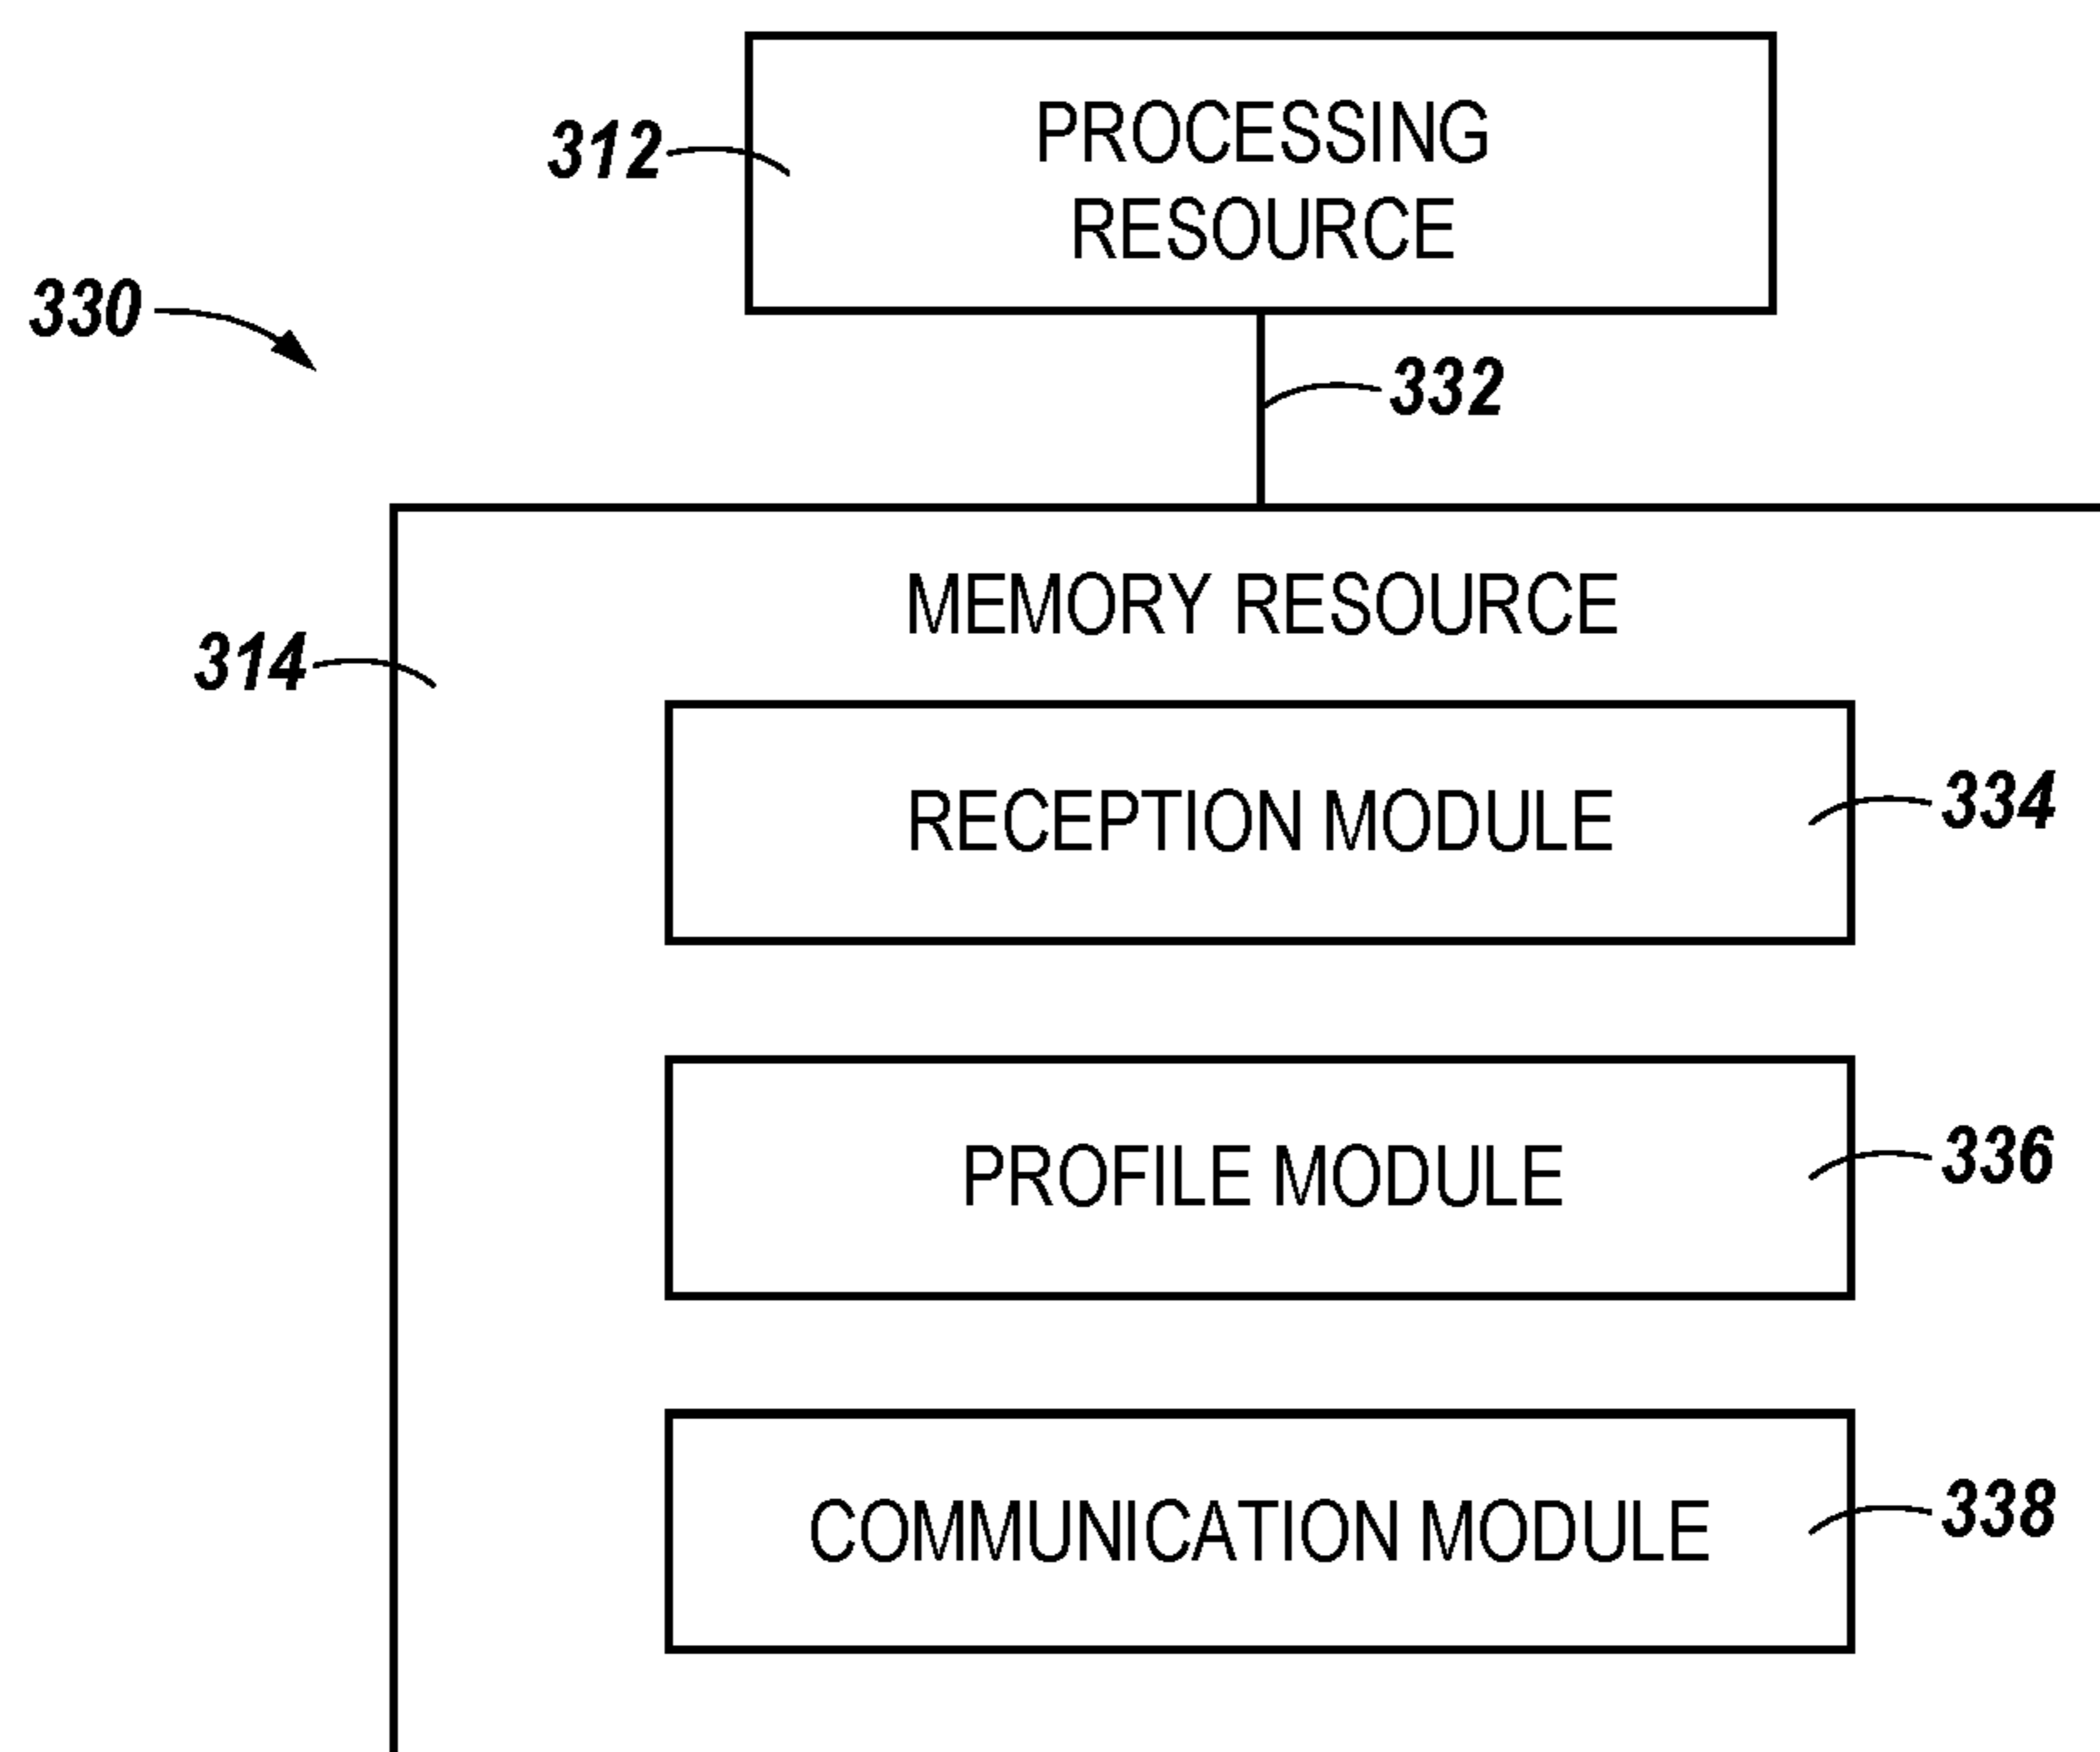 PROCESSING
RESOURCE
312
330
332
MEMORY RESOURCE
314
RECEPTION MODULE
334
PROFILE MODULE
336
COMMUNICATION MODULE
338